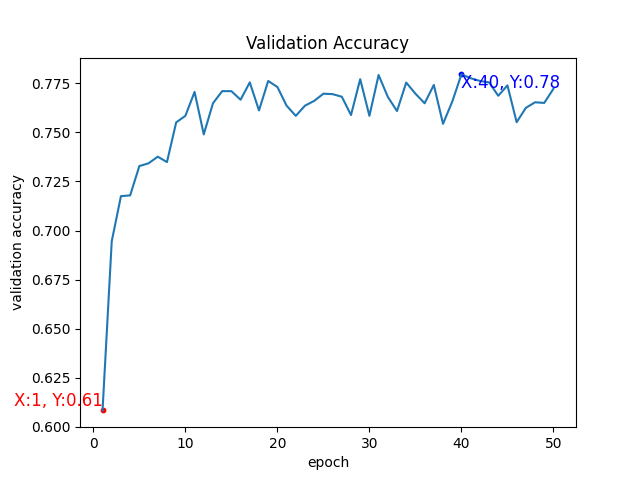 Validation Accuracy
validation accuracy
0.775
0.750
0.725
0.700
0.675
0.650
0.625
0.600
X:40, Y:0.78
X:1, Y:0.61
0 10 20 30 40 50
epoch